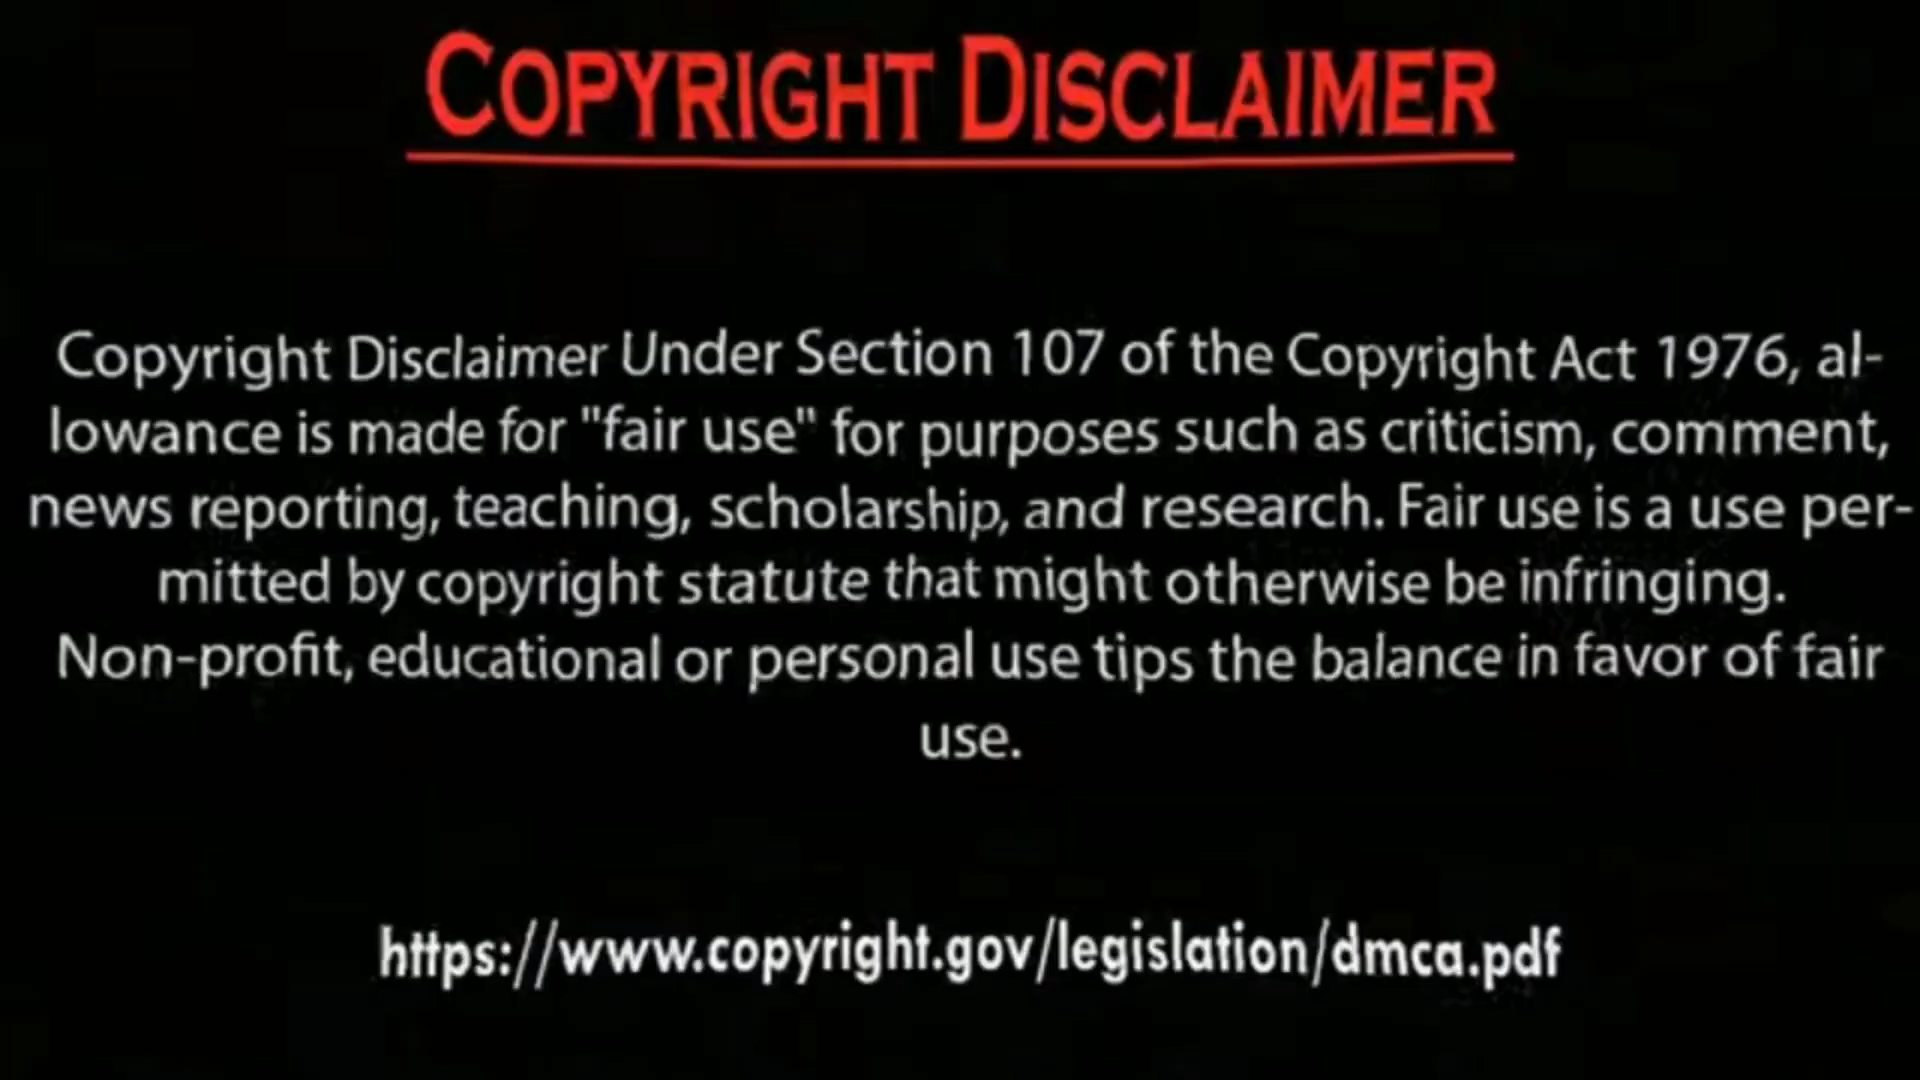 COPYRIGHT DISCLAIMER
Copyright Disclaimer Under Section 107 of the Copyright Act 1976, al-
lowance is made for "fair use" for purposes such as criticism, comment,
news reporting, teaching, scholarship, and research. Fair use is a use per-
mitted by copyright statute that might otherwise be infringing.
Non-profit, educational or personal use tips the balance in favor of fair
use.
https://www.copyright.gov/legislation/dmca.pdf